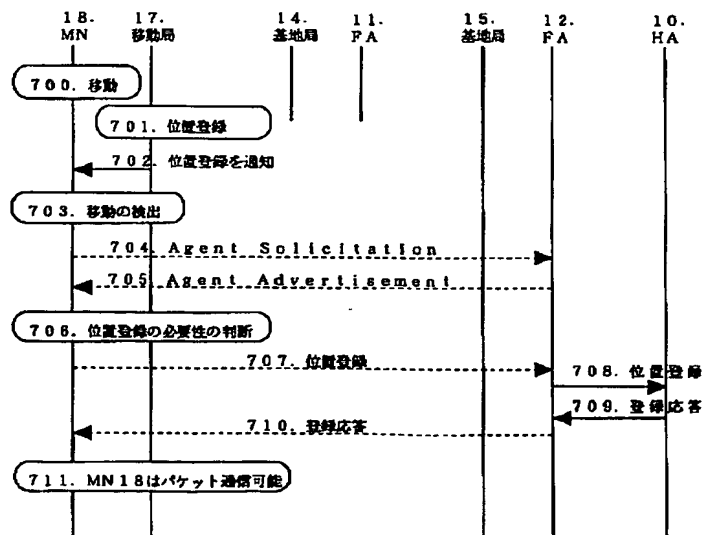 18. 17. 14. 11. 15. 12. 10.
MN 移動局 基地局 FA 基地局 FA HA
700. 移動
701. 位置登録
702. 位置登録を通知
703. 移動の検出
704. Agent Solicitation
705. Agent Advertisement
706. 位置登録の必要性の判断
707. 位置登録
708. 位置登録
709. 登録応答
710. 登録応答
711. MN18はパケット通信可能